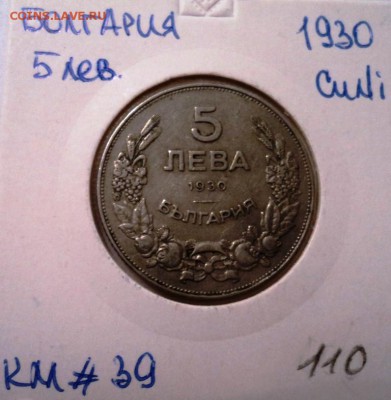 COINS.LAVE.RU
БОЛГАРИЯ
5 лев.
1930
CuNi
5
ЛЕВА
1930
БЪЛГАРИЯ
KM # 39
110